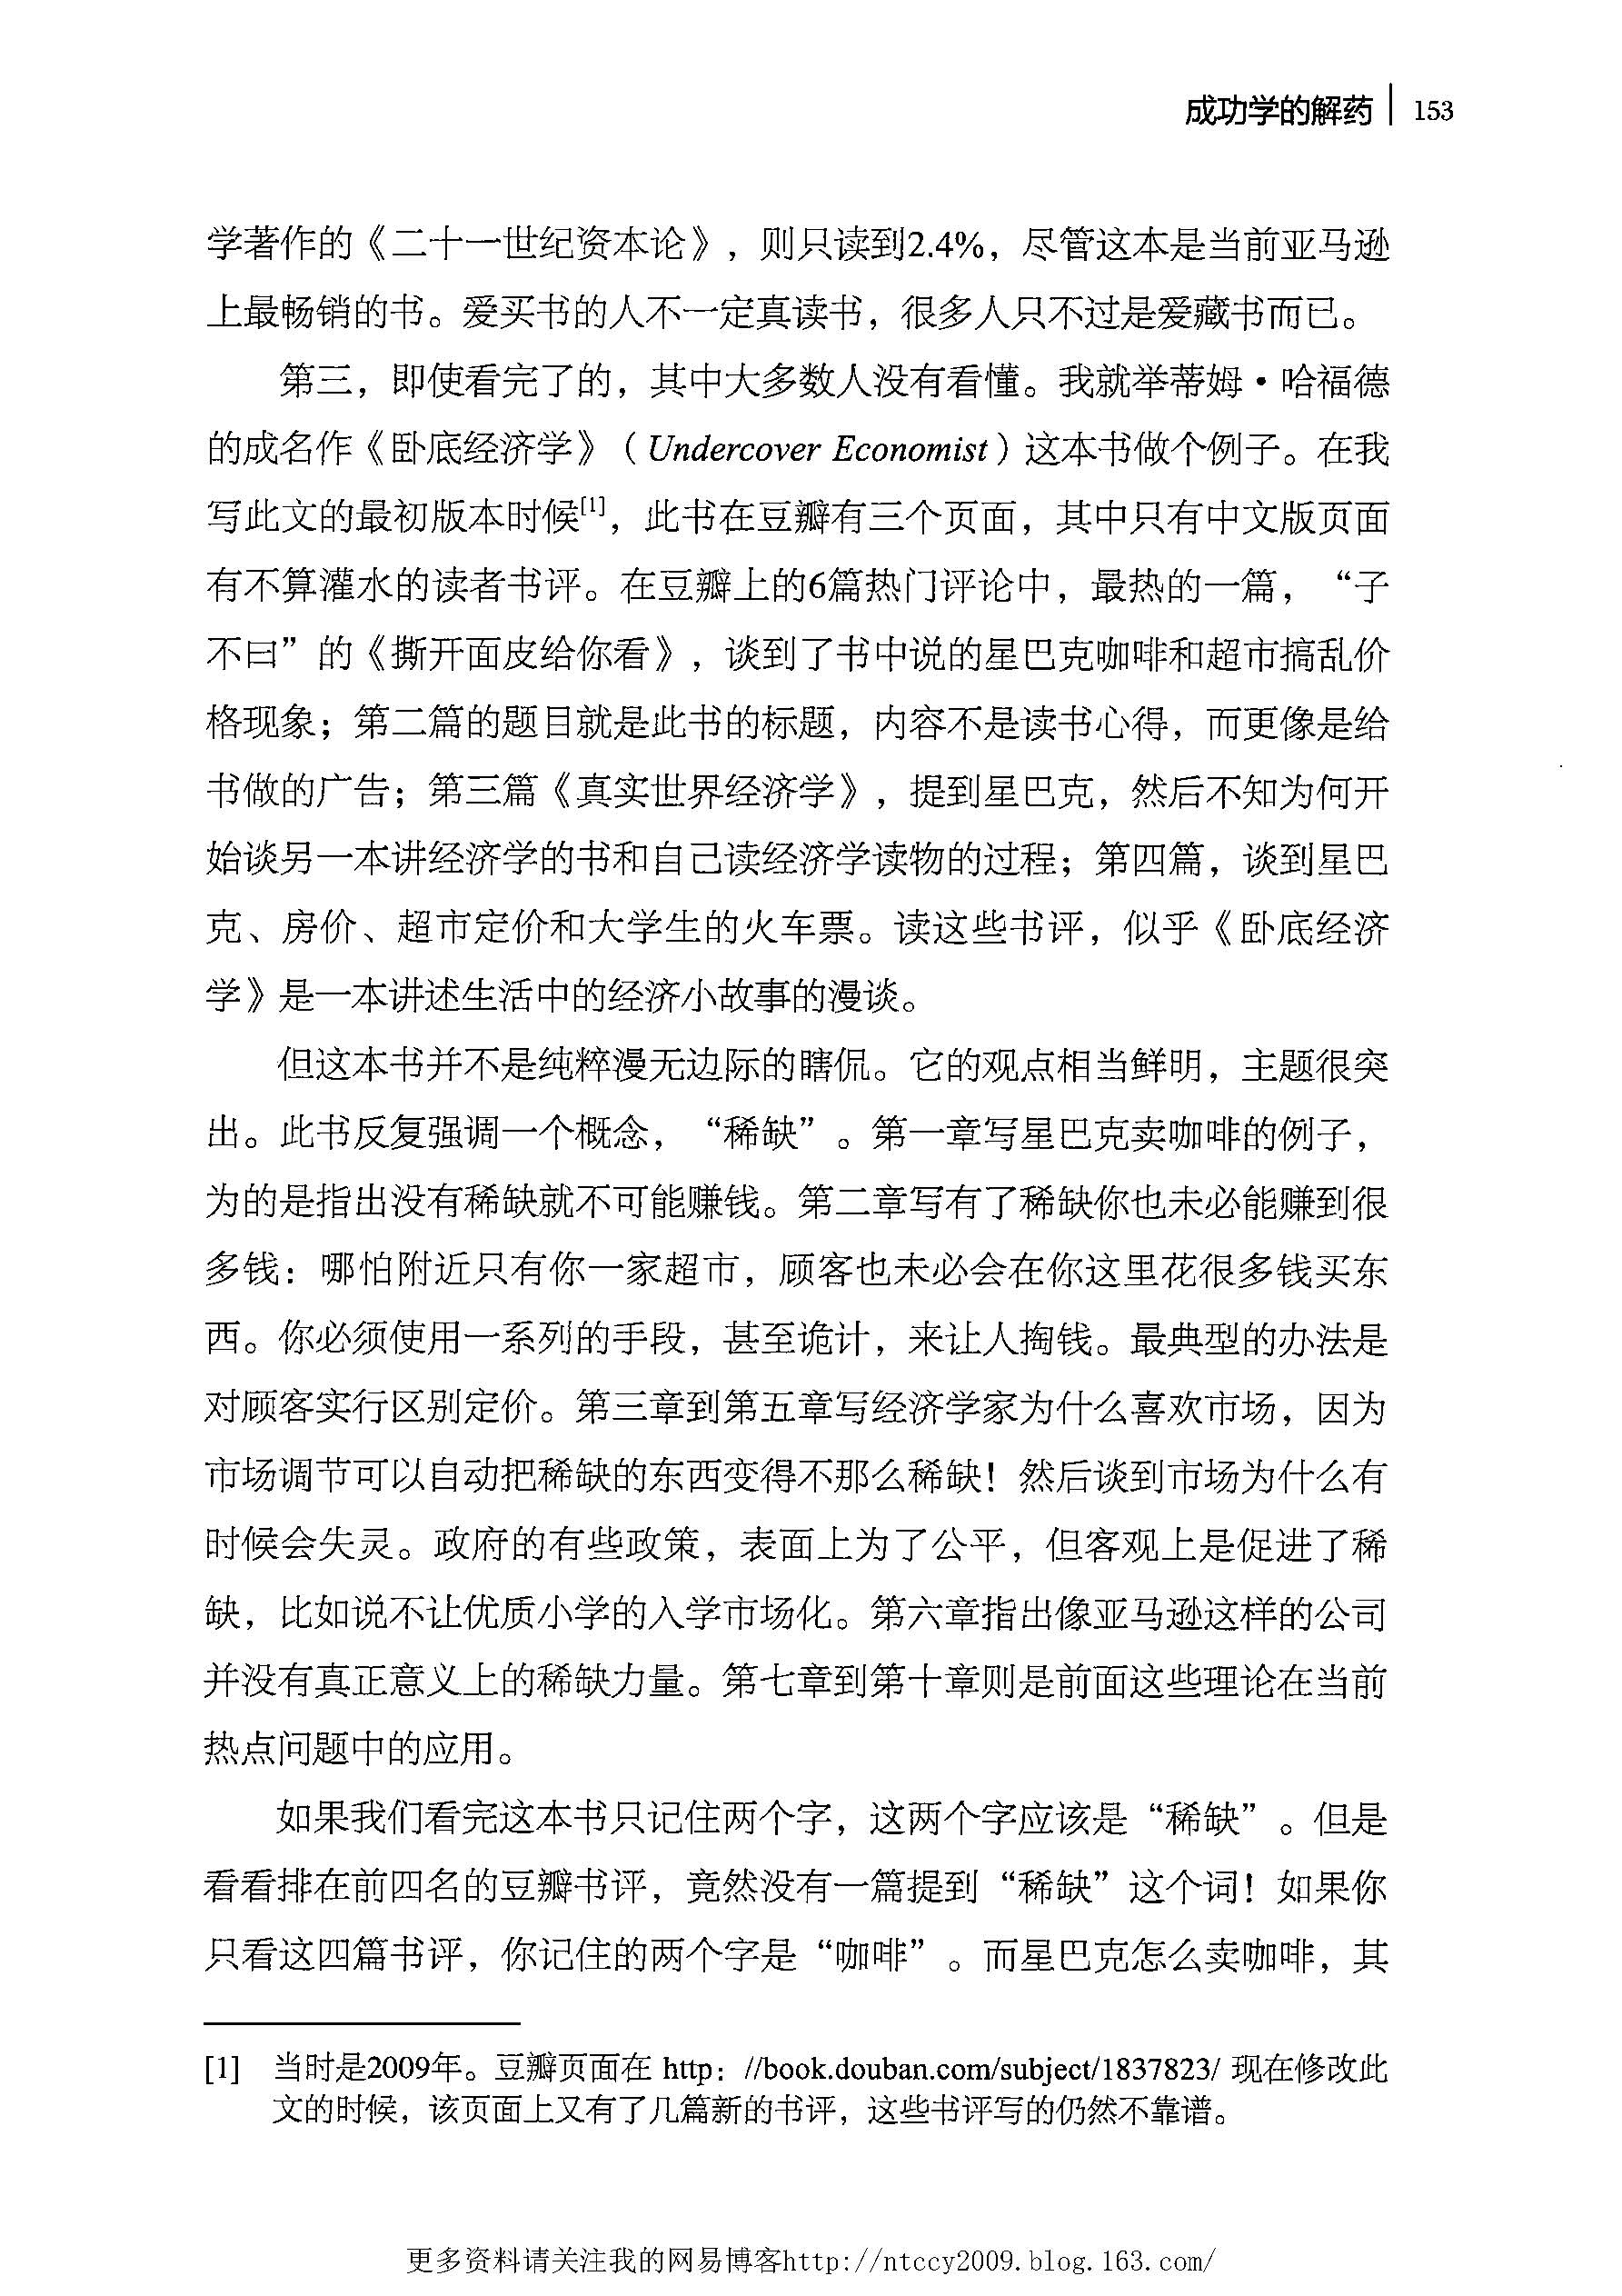 成功学的解药 153
学著作的《二十一世纪资本论》，则只读到2.4%，尽管这本是当前亚马逊
上最畅销的书。爱买书的人不一定真读书，很多人只不过是爱藏书而已。
第三，即使看完了的，其中大多数人没有看懂。我就举蒂姆·哈福德
的成名作《卧底经济学》（Undercover Economist）这本书做个例子。在我
写此文的最初版本时候[1]，此书在豆瓣有三个页面，其中只有中文版页面
有不算灌水的读者书评。在豆瓣上的6篇热门评论中，最热的一篇，“子
不曰”的《撕开面皮给你看》，谈到了书中说的星巴克咖啡和超市搞乱价
格现象；第二篇的题目就是此书的标题，内容不是读书心得，而更像是给
书做的广告；第三篇《真实世界经济学》，提到星巴克，然后不知为何开
始谈另一本讲经济学的书和自己读经济学读物的过程；第四篇，谈到星巴
克、房价、超市定价和大学生的火车票。读这些书评，似乎《卧底经济
学》是一本讲述生活中的经济小故事的漫谈。
但这本书并不是纯粹漫无边际的瞎侃。它的观点相当鲜明，主题很突
出。此书反复强调一个概念，“稀缺”。第一章写星巴克卖咖啡的例子，
为的是指出没有稀缺就不可能赚钱。第二章写有了稀缺你也未必能赚到很
多钱：哪怕附近只有你一家超市，顾客也未必会在你这里花很多钱买东
西。你必须使用一系列的手段，甚至诡计，来让人掏钱。最典型的办法是
对顾客实行区别定价。第三章到第五章写经济学家为什么喜欢市场，因为
市场调节可以自动把稀缺的东西变得不那么稀缺！然后谈到市场为什么有
时候会失灵。政府的有些政策，表面上为了公平，但客观上是促进了稀
缺，比如说不让优质小学的入学市场化。第六章指出像亚马逊这样的公司
并没有真正意义上的稀缺力量。第七章到第十章则是前面这些理论在当前
热点问题中的应用。
如果我们看完这本书只记住两个字，这两个字应该是“稀缺”。但是
看看排在前四名的豆瓣书评，竟然没有一篇提到“稀缺”这个词！如果你
只看这四篇书评，你记住的两个字是“咖啡”。而星巴克怎么卖咖啡，其
[1] 当时是2009年。豆瓣页面在 http：//book.douban.com/subject/1837823/ 现在修改此
文的时候，该页面上又有了几篇新的书评，这些书评写的仍然不靠谱。
更多资料请关注我的网易博客http://ntccy2009.blog.163.com/